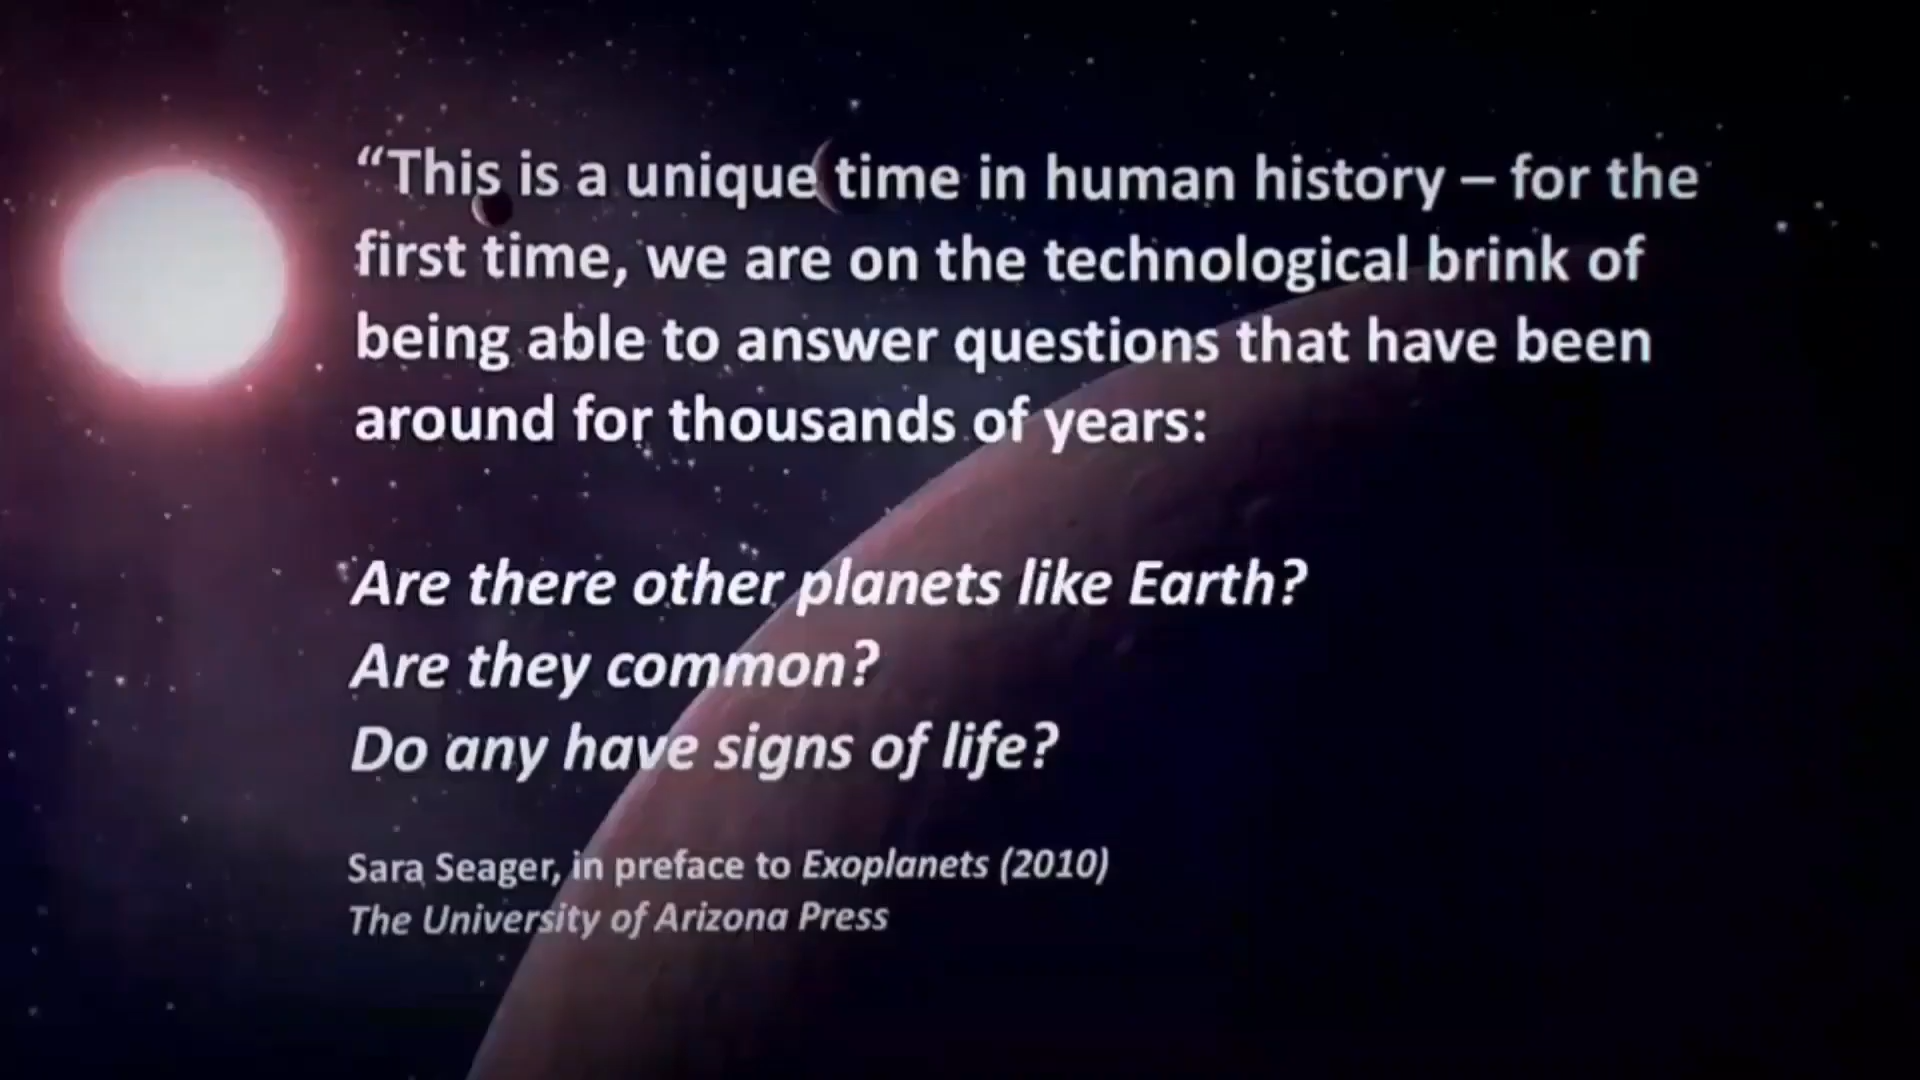 “This is a unique time in human history – for the
first time, we are on the technological brink of
being able to answer questions that have been
around for thousands of years:
Are there other planets like Earth?
Are they common?
Do any have signs of life?
Sara Seager, in preface to Exoplanets (2010)
The University of Arizona Press